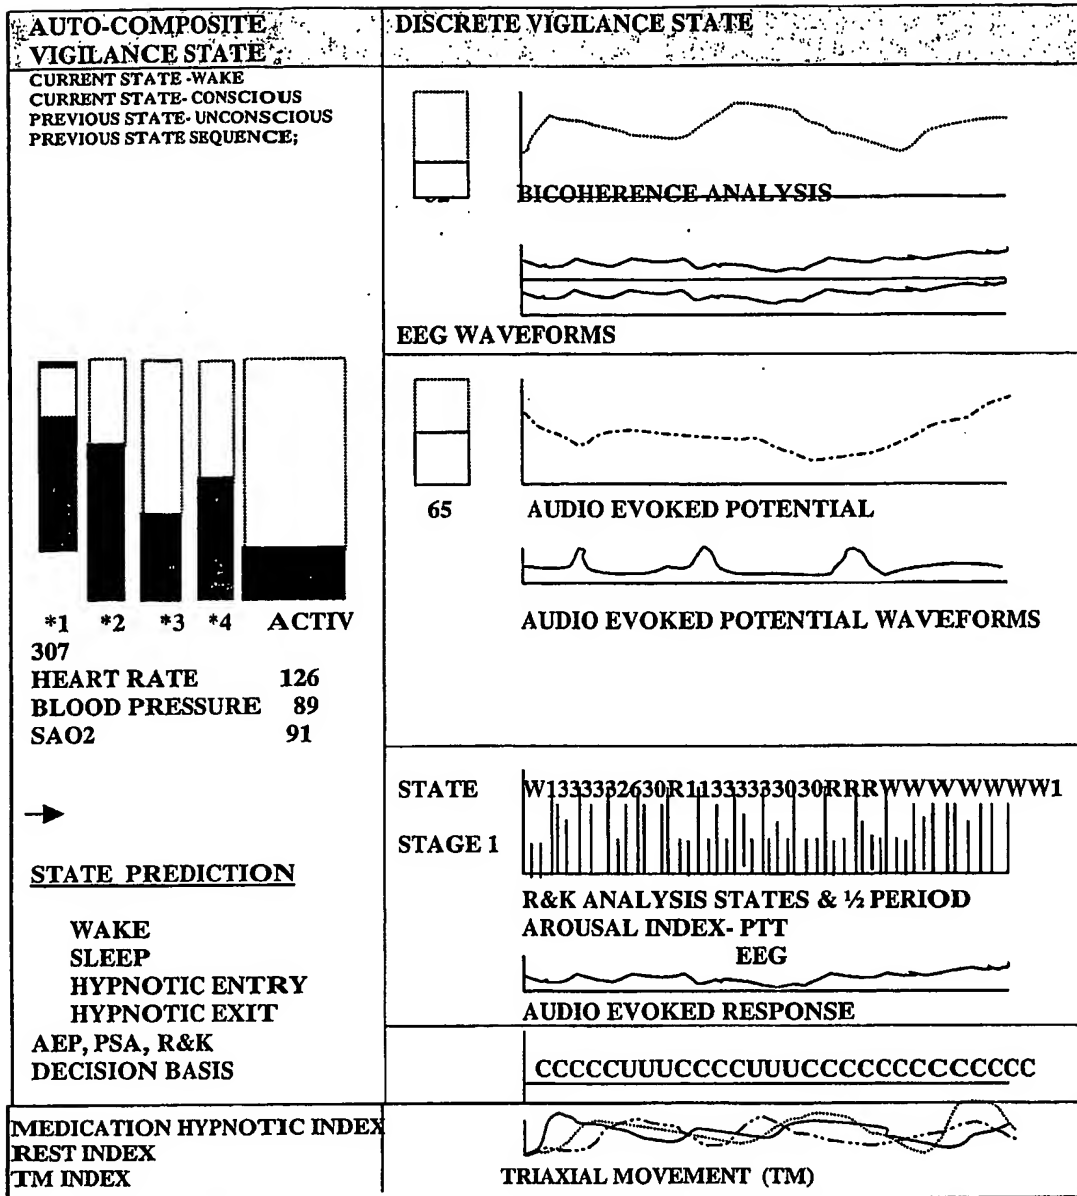 AUTO-COMPOSITE
VIGILANCE STATE
CURRENT STATE -WAKE
CURRENT STATE- CONSCIOUS
PREVIOUS STATE- UNCONSCIOUS
PREVIOUS STATE SEQUENCE;
*1 *2 *3 *4 ACTIV
307
HEART RATE 126
BLOOD PRESSURE 89
SAO2 91
STATE PREDICTION
WAKE
SLEEP
HYPNOTIC ENTRY
HYPNOTIC EXIT
AEP, PSA, R&K
DECISION BASIS
MEDICATION HYPNOTIC INDEX
REST INDEX
TM INDEX
DISCRETE VIGILANCE STATE
BICOHERENCE ANALYSIS
EEG WAVEFORMS
65 AUDIO EVOKED POTENTIAL
AUDIO EVOKED POTENTIAL WAVEFORMS
STATE W1333332630R11333333030RRRWWWWWWWW1
STAGE 1
R&K ANALYSIS STATES & ½ PERIOD
AROUSAL INDEX- PTT
EEG
AUDIO EVOKED RESPONSE
CCCCCUUUCCCCUUUCCCCCCCCCCCCC
TRIAXIAL MOVEMENT (TM)